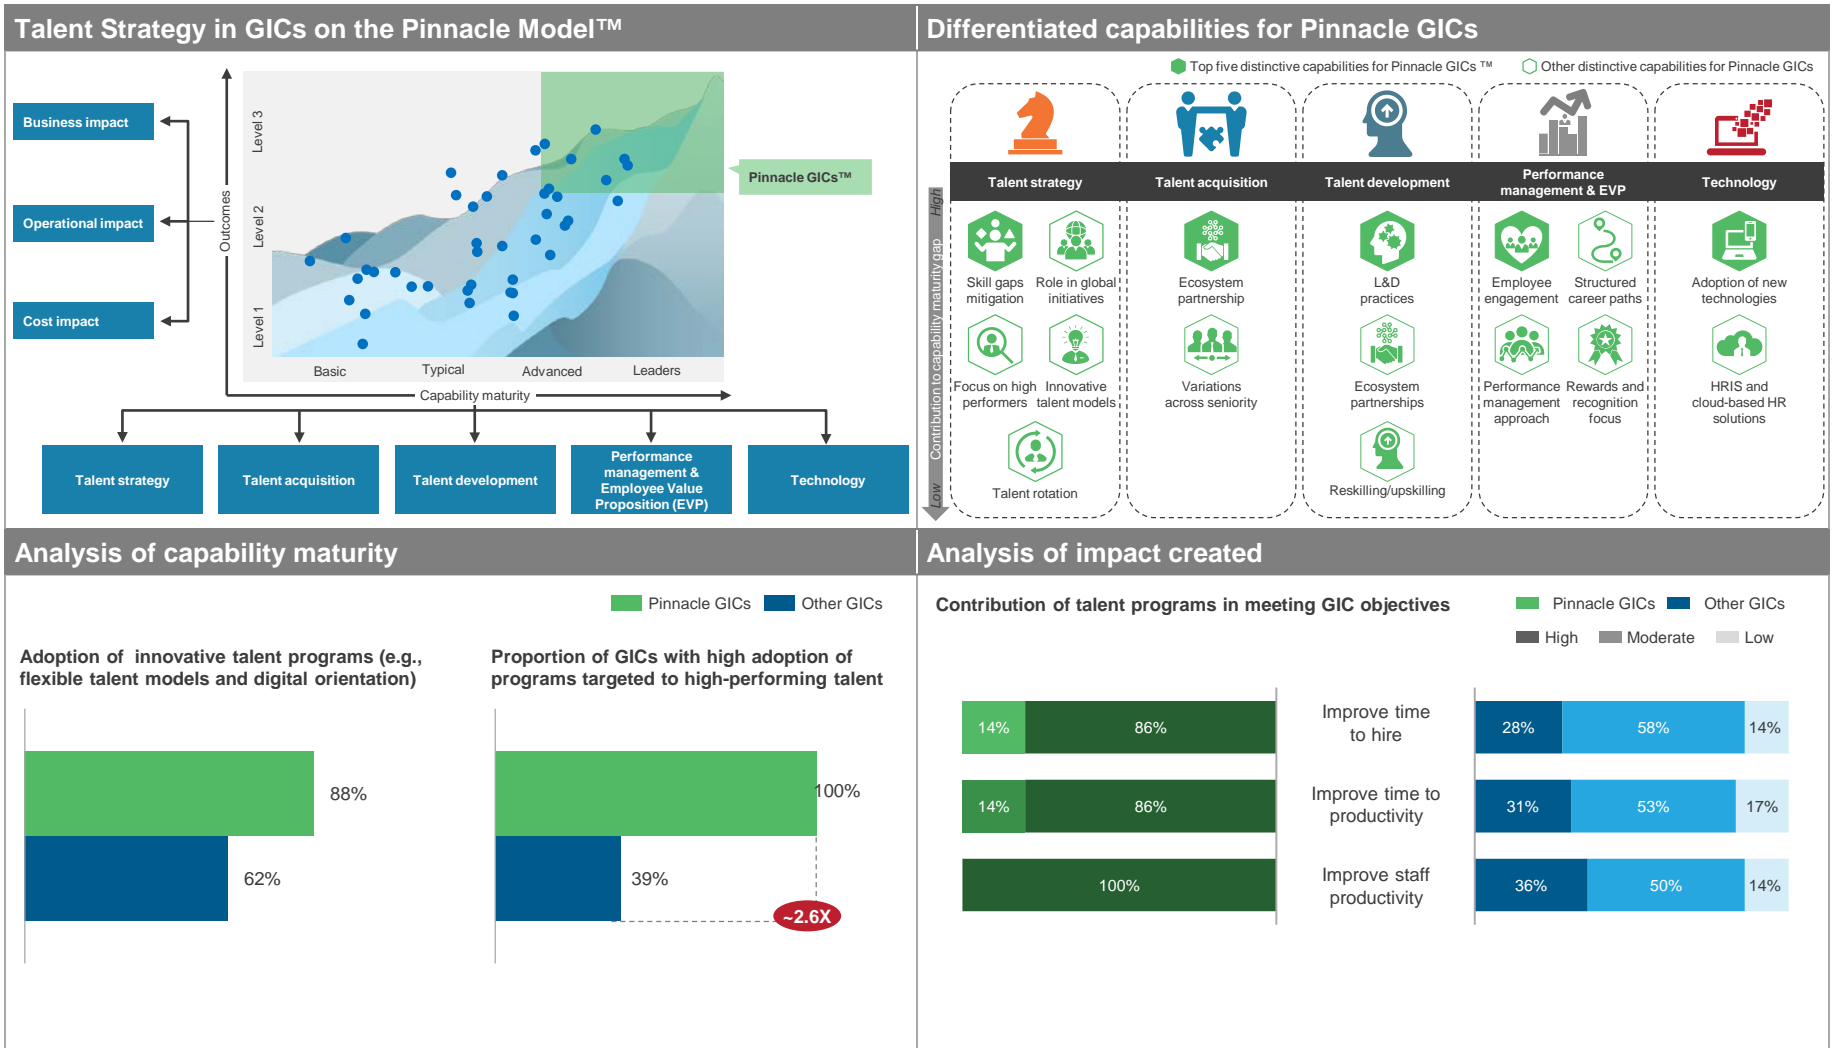 Talent Strategy in GICs on the Pinnacle Model™
Business impact
Operational impact
Cost impact
Outcomes
Level 3
Level 2
Level 1
Pinnacle GICs™
Basic
Typical
Advanced
Leaders
Capability maturity
Talent strategy
Talent acquisition
Talent development
Performance
management &
Employee Value
Proposition (EVP)
Technology
Differentiated capabilities for Pinnacle GICs
Top five distinctive capabilities for Pinnacle GICs ™
Other distinctive capabilities for Pinnacle GICs
High
Contribution to capability maturity gap
Low
Talent strategy
Talent acquisition
Talent development
Performance
management & EVP
Technology
Skill gaps
mitigation
Role in global
initiatives
Focus on high
performers
Innovative
talent models
Talent rotation
Ecosystem
partnership
Variations
across seniority
L&D
practices
Ecosystem
partnerships
Reskilling/upskilling
Employee
engagement
Structured
career paths
Performance
management
approach
Rewards and
recognition
focus
Adoption of new
technologies
HRIS and
cloud-based HR
solutions
Analysis of capability maturity
Pinnacle GICs
Other GICs
Adoption of innovative talent programs (e.g.,
flexible talent models and digital orientation)
88%
62%
Proportion of GICs with high adoption of
programs targeted to high-performing talent
100%
39%
~2.6X
Analysis of impact created
Contribution of talent programs in meeting GIC objectives
Pinnacle GICs
Other GICs
High
Moderate
Low
14%
86%
Improve time
to hire
28%
58%
14%
14%
86%
Improve time to
productivity
31%
53%
17%
100%
Improve staff
productivity
36%
50%
14%